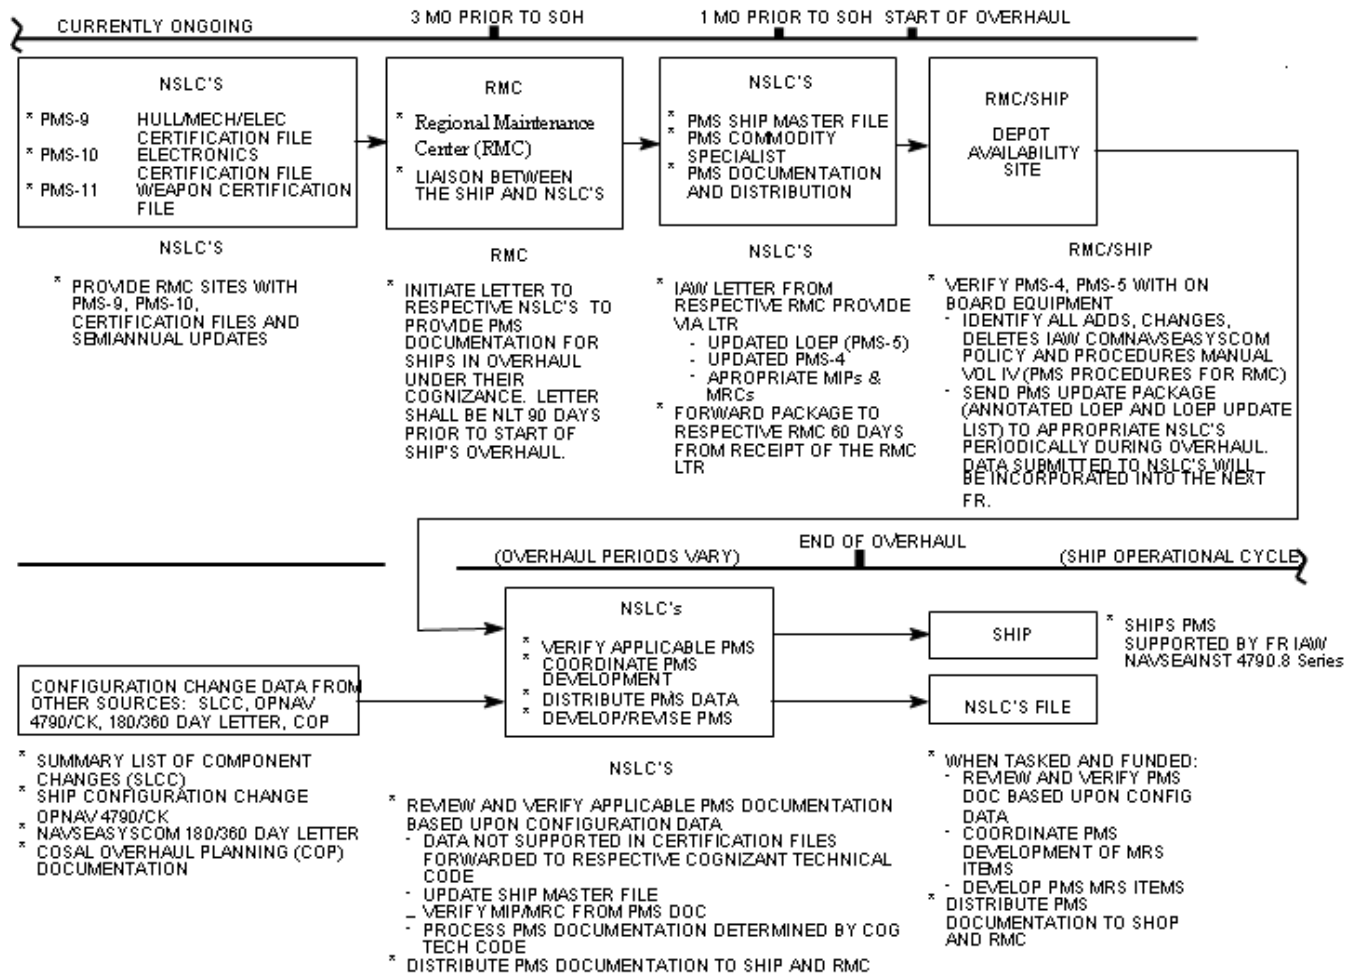 CURRENTLY ONGOING
3 MO PRIOR TO SOH
1 MO PRIOR TO SOH
START OF OVERHAUL
NSLC'S
* PMS-9 HULL/MECH/ELEC
CERTIFICATION FILE
* PMS-10 ELECTRONICS
CERTIFICATION FILE
* PMS-11 WEAPON CERTIFICATION
FILE
RMC
* Regional Maintenance
Center (RMC)
* LIAISON BETWEEN
THE SHIP AND NSLC'S
NSLC'S
* PMS SHIP MASTER FILE
* PMS COMMODITY
SPECIALIST
* PMS DOCUMENTATION
AND DISTRIBUTION
RMC/SHIP
DEPOT
AVAILABILITY
SITE
NSLC'S
* PROVIDE RMC SITES WITH
PMS-9, PMS-10,
CERTIFICATION FILES AND
SEMIANNUAL UPDATES
RMC
* INITIATE LETTER TO
RESPECTIVE NSLC'S TO
PROVIDE PMS
DOCUMENTATION FOR
SHIPS IN OVERHAUL
UNDER THEIR
COGNIZANCE. LETTER
SHALL BE NLT 90 DAYS
PRIOR TO START OF
SHIP'S OVERHAUL.
NSLC'S
* IAW LETTER FROM
RESPECTIVE RMC PROVIDE
VIA LTR
- UPDATED LOEP (PMS-5)
- UPDATED PMS-4
- APROPRIATE MIPs &
MRCs
* FORWARD PACKAGE TO
RESPECTIVE RMC 60 DAYS
FROM RECEIPT OF THE RMC
LTR
RMC/SHIP
* VERIFY PMS-4, PMS-5 WITH ON
BOARD EQUIPMENT
- IDENTIFY ALL ADDS, CHANGES,
DELETES IAW COMNAVSEASYSCOM
POLICY AND PROCEDURES MANUAL
VOL IV (PMS PROCEDURES FOR RMC)
- SEND PMS UPDATE PACKAGE
(ANNOTATED LOEP AND LOEP UPDATE
LIST) TO APPROPRIATE NSLC'S
PERIODICALLY DURING OVERHAUL.
DATA SUBMITTED TO NSLC'S WILL
BE INCORPORATED INTO THE NEXT
FR.
(OVERHAUL PERIODS VARY)
END OF OVERHAUL
(SHIP OPERATIONAL CYCLE
NSLC's
* VERIFY APPLICABLE PMS
* COORDINATE PMS
DEVELOPMENT
* DISTRIBUTE PMS DATA
* DEVELOP/REVISE PMS
SHIP
* SHIPS PMS
SUPPORTED BY FR IAW
NAVSEAINST 4790.8 Series
CONFIGURATION CHANGE DATA FROM
OTHER SOURCES: SLCC, OPNAV
4790/CK, 180/360 DAY LETTER, COP
NSLC'S FILE
* SUMMARY LIST OF COMPONENT
CHANGES (SLCC)
* SHIP CONFIGURATION CHANGE
OPNAV 4790/CK
* NAVSEASYSCOM 180/360 DAY LETTER
* COSAL OVERHAUL PLANNING (COP)
DOCUMENTATION
NSLC'S
* REVIEW AND VERIFY APPLICABLE PMS DOCUMENTATION
BASED UPON CONFIGURATION DATA
- DATA NOT SUPPORTED IN CERTIFICATION FILES
FORWARDED TO RESPECTIVE COGNIZANT TECHNICAL
CODE
- UPDATE SHIP MASTER FILE
_ VERIFY MIP/MRC FROM PMS DOC
- PROCESS PMS DOCUMENTATION DETERMINED BY COG
TECH CODE
* DISTRIBUTE PMS DOCUMENTATION TO SHIP AND RMC
* WHEN TASKED AND FUNDED:
- REVIEW AND VERIFY PMS
DOC BASED UPON CONFIG
DATA
- COORDINATE PMS
DEVELOPMENT OF MRS
ITEMS
- DEVELOP PMS MRS ITEMS
* DISTRIBUTE PMS
DOCUMENTATION TO SHOP
AND RMC